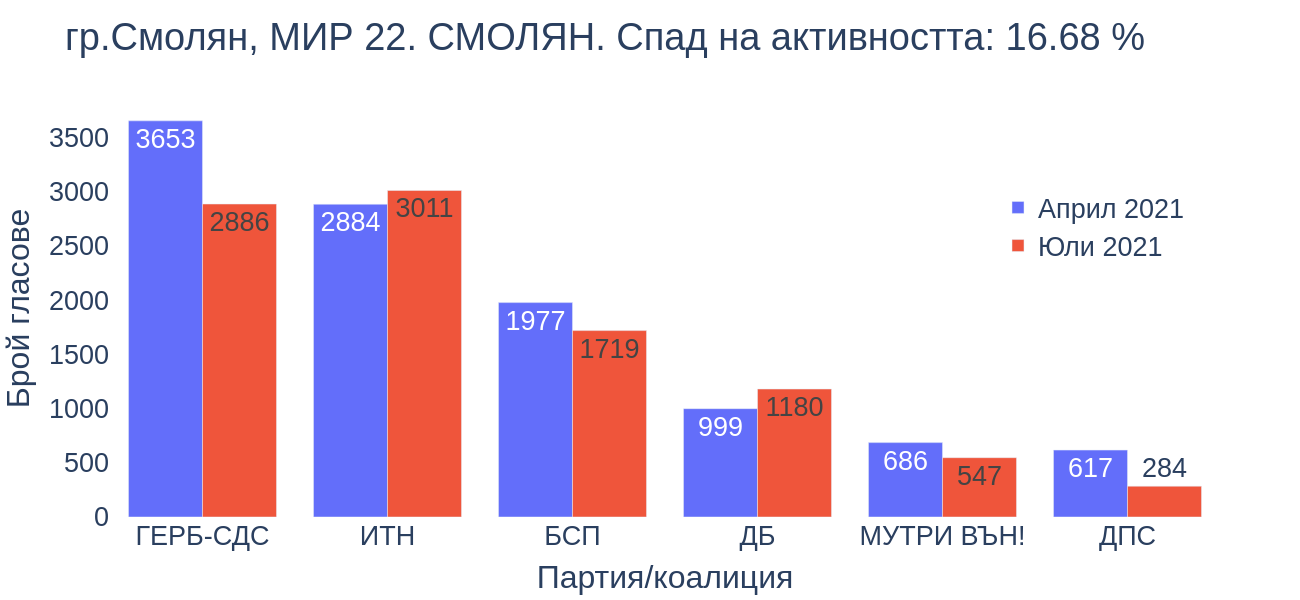 гр.Смолян, МИР 22. СМОЛЯН. Спад на активността: 16.68 %
Брой гласове
3500
3000
2500
2000
1500
1000
500
0
3653
2886
2884
3011
1977
1719
999
1180
686
547
617
284
Април 2021
Юли 2021
ГЕРБ-СДС
ИТН
БСП
ДБ
МУТРИ ВЪН!
ДПС
Партия/коалиция